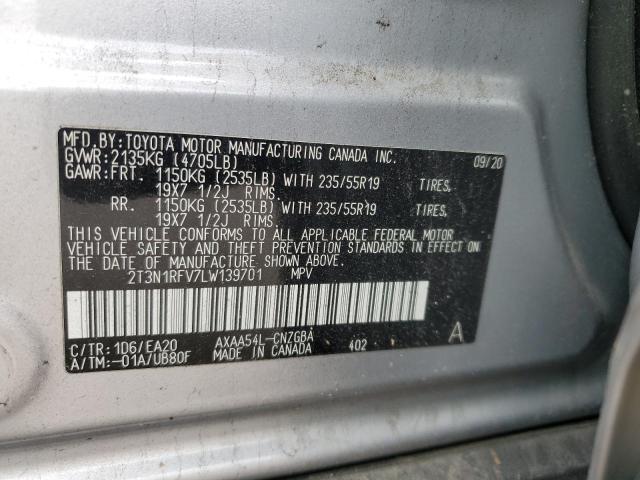 MFD.BY:TOYOTA MOTOR MANUFACTURING CANADA INC. 09/20
GVWR:2135KG (4705LB)
GAWR:FRT. 1150KG (2535LB) WITH 235/55R19 TIRES,
19X7 1/2J RIMS.
RR. 1150KG (2535LB) WITH 235/55R19 TIRES,
19X7 1/2J RIMS.
THIS VEHICLE CONFORMS TO ALL APPLICABLE FEDERAL MOTOR
VEHICLE SAFETY AND THEFT PREVENTION STANDARDS IN EFFECT
ON THE DATE OF MANUFACTURE SHOWN ABOVE.
2T3N1RFV7LW139701 MPV
C/TR:1D6/EA20 AXAA54L-CNZGBA A
A/TM:-01A/UB80F MADE IN CANADA 402